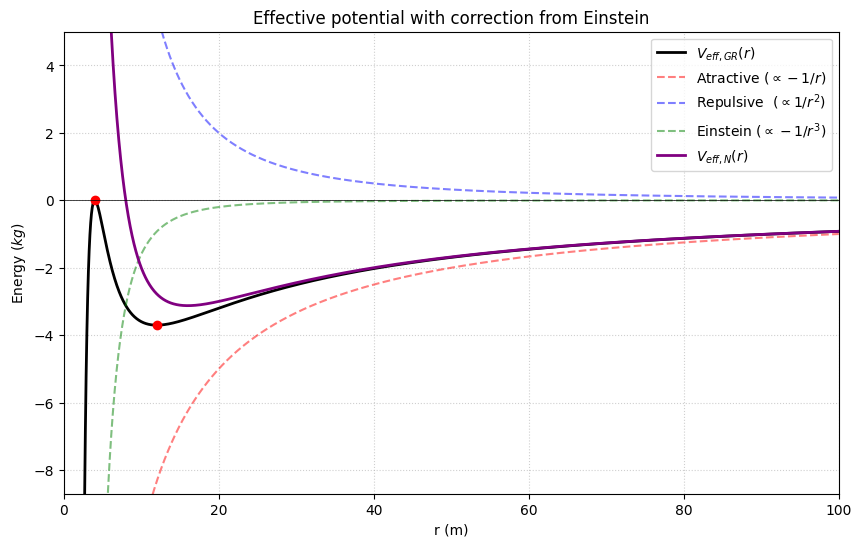 Effective potential with correction from Einstein
Energy (kg)
4
2
0
−2
−4
−6
−8
V_{eff,GR}(r)
Atractive (∝ −1/r)
Repulsive  (∝ 1/r²)
Einstein (∝ −1/r³)
V_{eff,N}(r)
0
20
40
60
80
100
r (m)